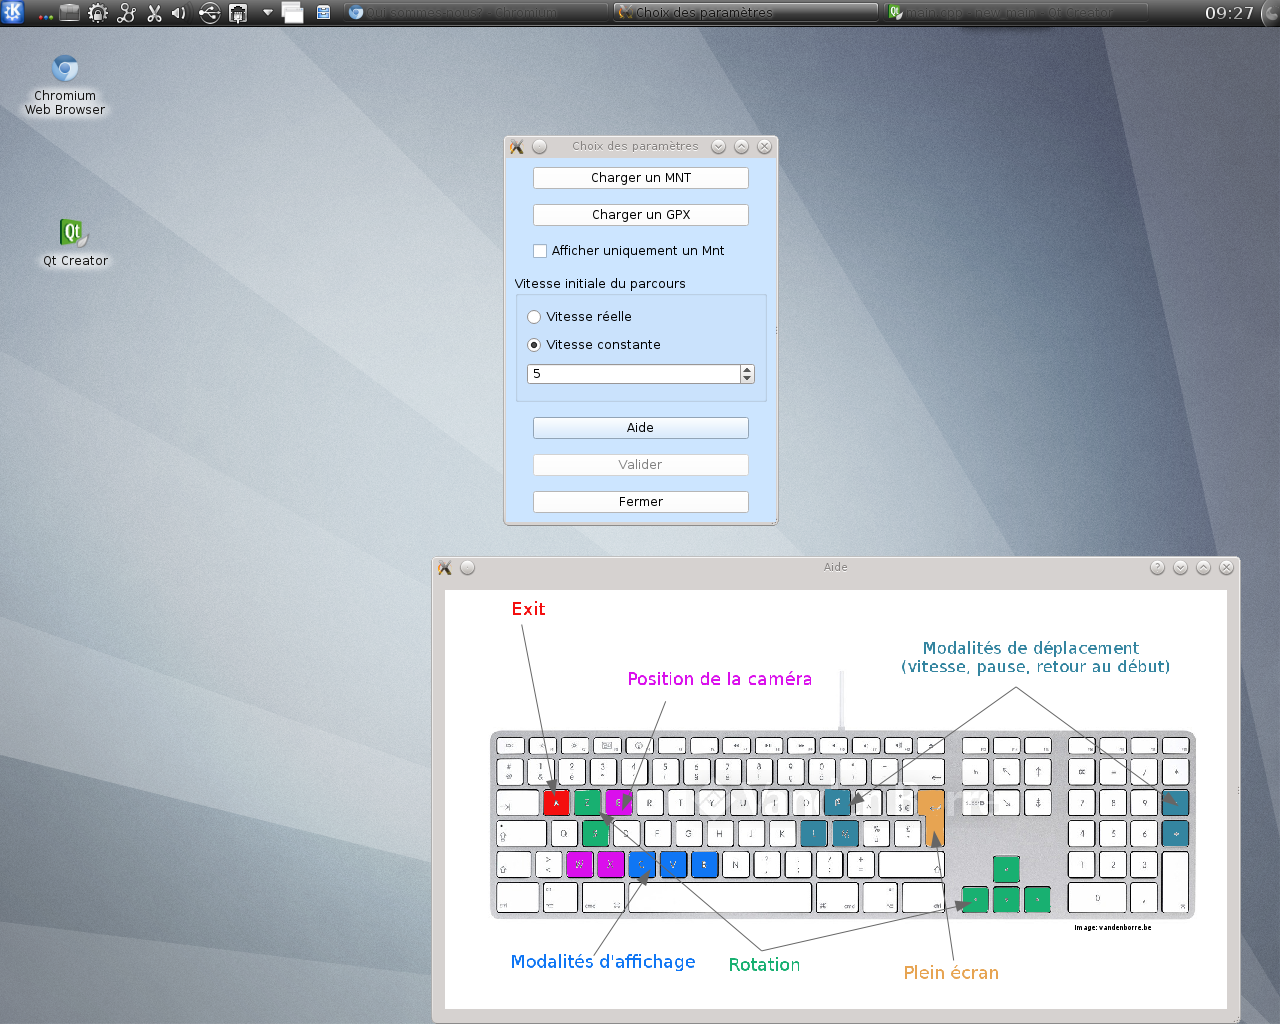 Qui sommes-nous? - Chromium
Choix des paramètres
main.cpp - new_main - Qt Creator
09:27
Chromium
Web Browser
Qt Creator
Choix des paramètres
Charger un MNT
Charger un GPX
Afficher uniquement un Mnt
Vitesse initiale du parcours
Vitesse réelle
Vitesse constante
5
Aide
Valider
Fermer
Aide
Exit
Modalités de déplacement
(vitesse, pause, retour au début)
Position de la caméra
Image: vandenborre.be
Modalités d'affichage
Rotation
Plein écran